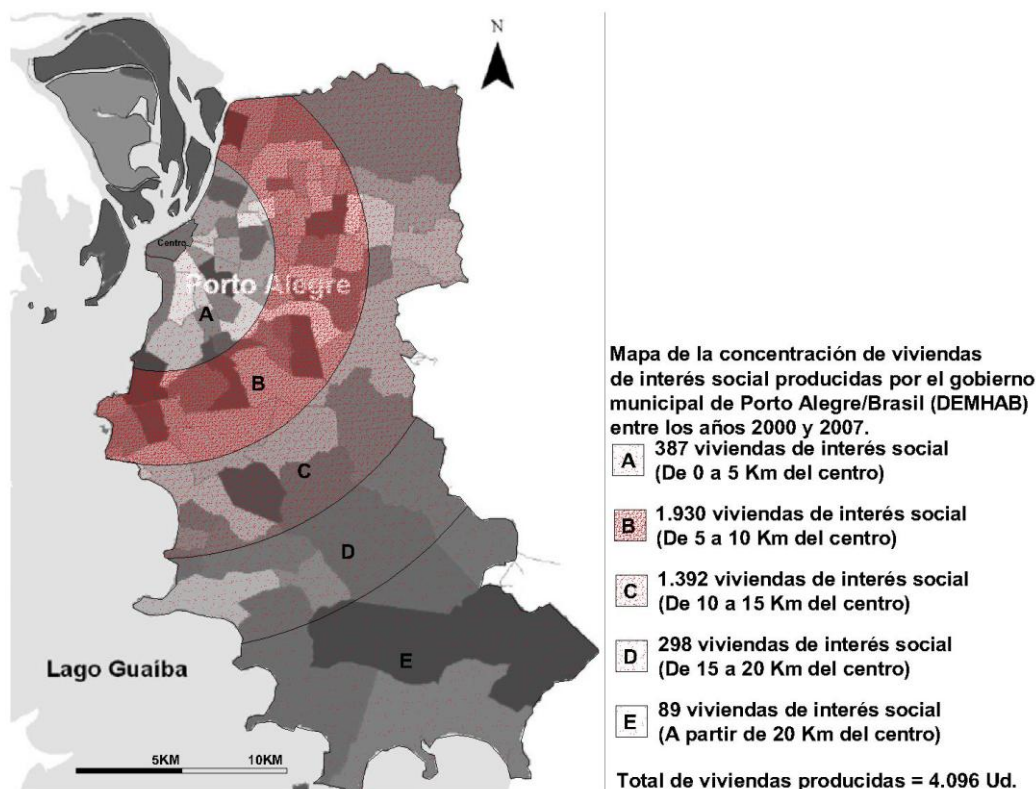 N
Centro
Porto Alegre
A
B
C
D
E
Lago Guaíba
5KM 10KM
Mapa de la concentración de viviendas
de interés social producidas por el gobierno
municipal de Porto Alegre/Brasil (DEMHAB)
entre los años 2000 y 2007.
A 387 viviendas de interés social
(De 0 a 5 Km del centro)
B 1.930 viviendas de interés social
(De 5 a 10 Km del centro)
C 1.392 viviendas de interés social
(De 10 a 15 Km del centro)
D 298 viviendas de interés social
(De 15 a 20 Km del centro)
E 89 viviendas de interés social
(A partir de 20 Km del centro)
Total de viviendas producidas = 4.096 Ud.